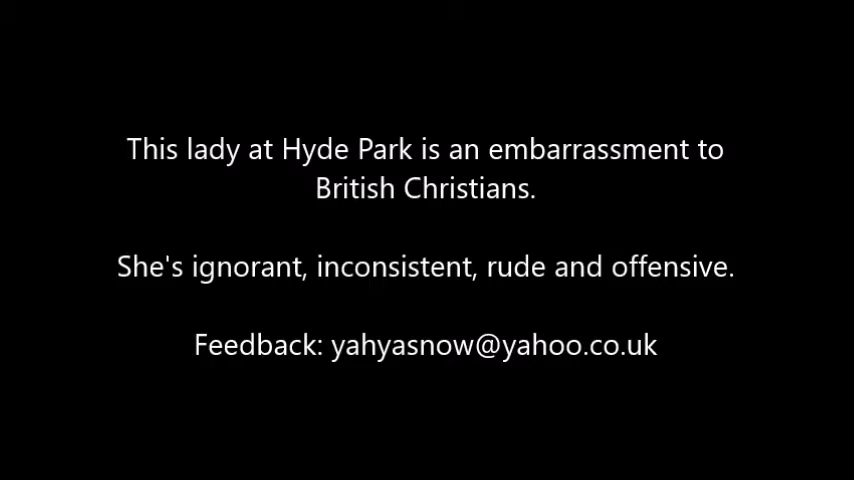 This lady at Hyde Park is an embarrassment to
British Christians.
She's ignorant, inconsistent, rude and offensive.
Feedback: yahyasnow@yahoo.co.uk